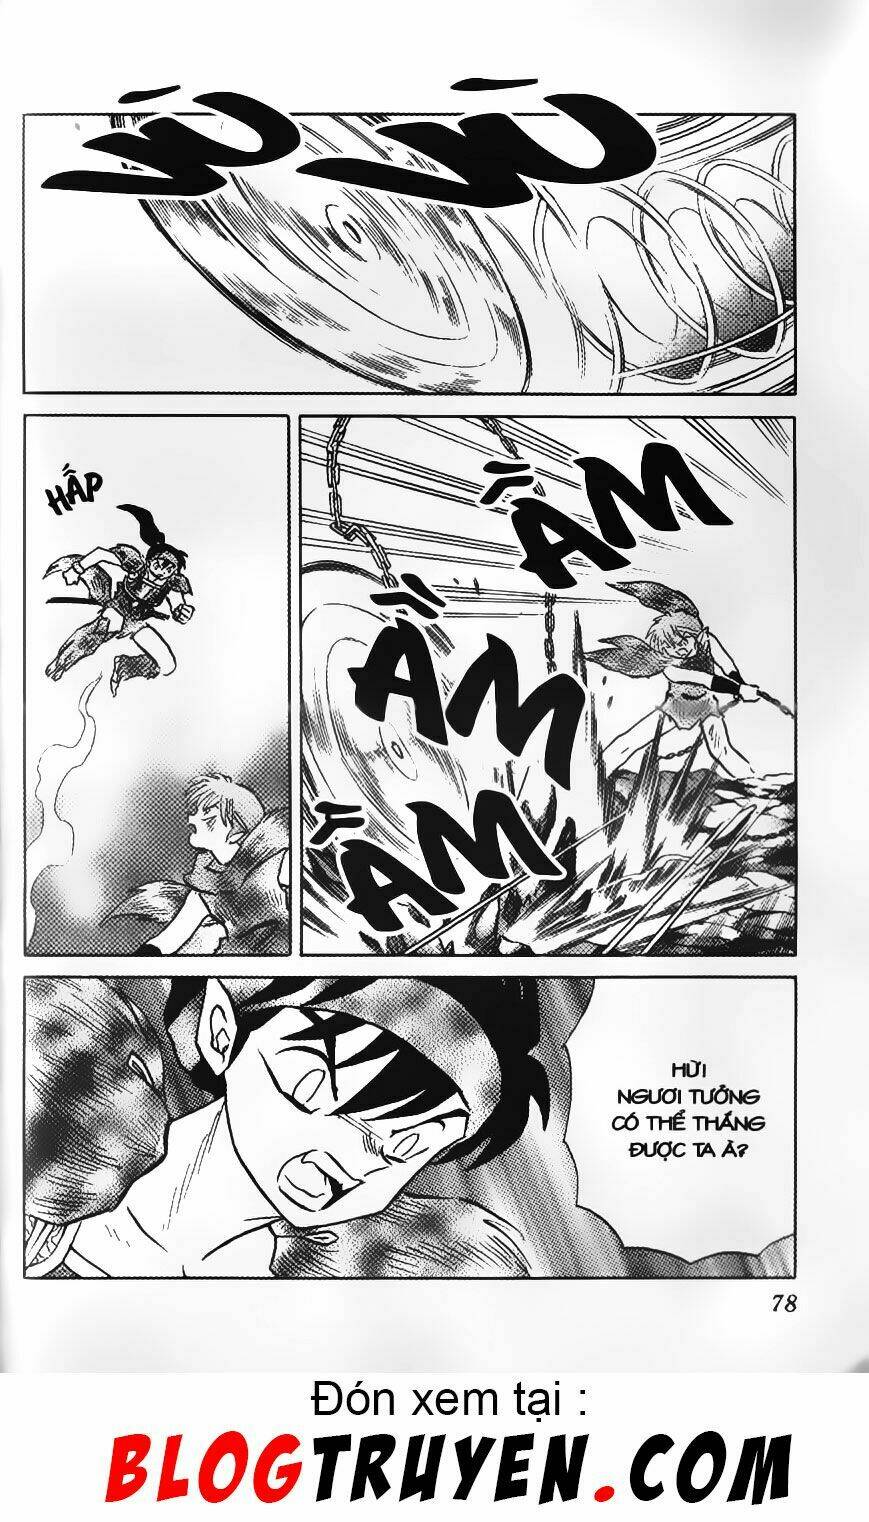 VÙ VÙ
HẤP
ẦM
ẦM
ẦM
HỪ!
NGƯƠI TƯỞNG
CÓ THỂ THẮNG
ĐƯỢC TA À?
78
Đón xem tại :
BLOGTRUYEN.COM